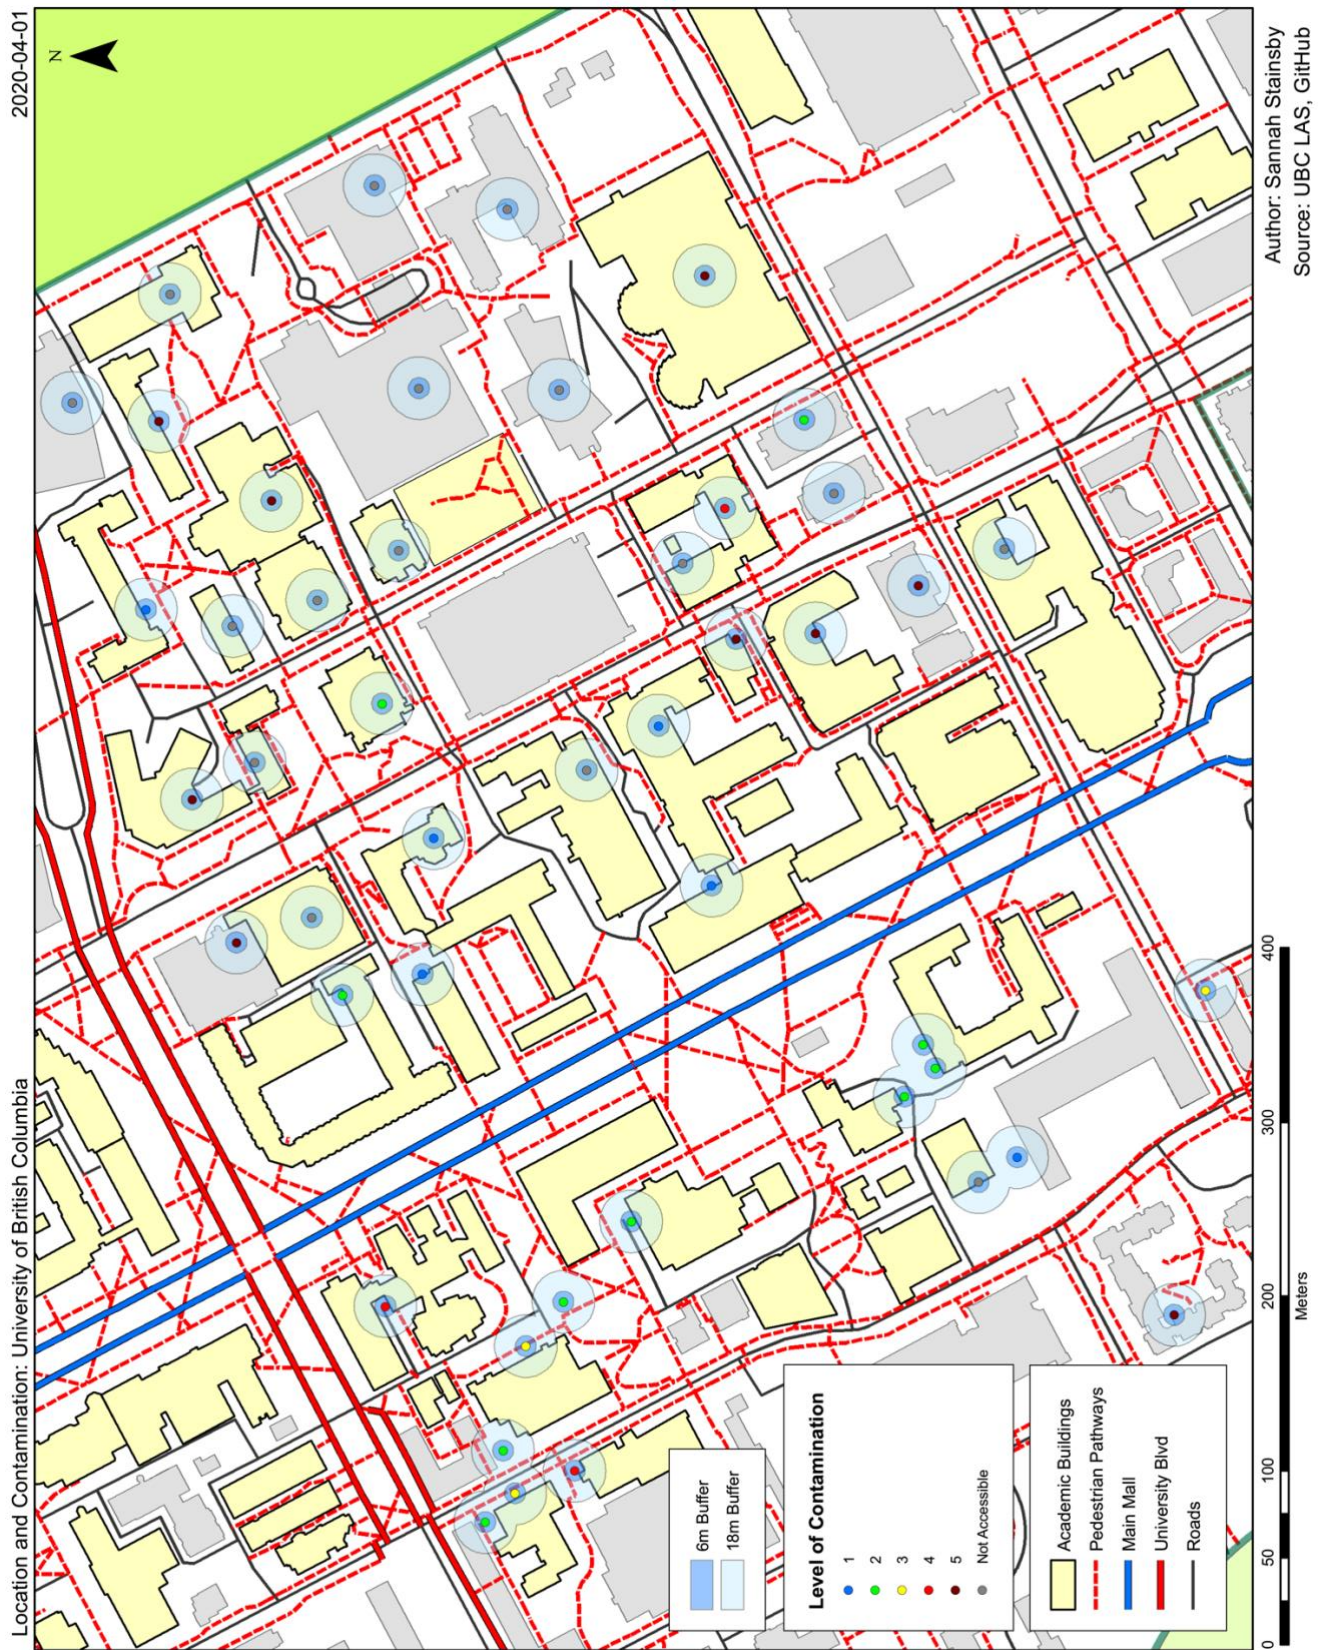 Location and Contamination: University of British Columbia
2020-04-01
N
6m Buffer
18m Buffer
Level of Contamination
1
2
3
4
5
Not Accessible
Academic Buildings
Pedestrian Pathways
Main Mall
University Blvd
Roads
0 50 100 200 300 400
Meters
Author: Sannah Stainsby
Source: UBC LAS, GitHub